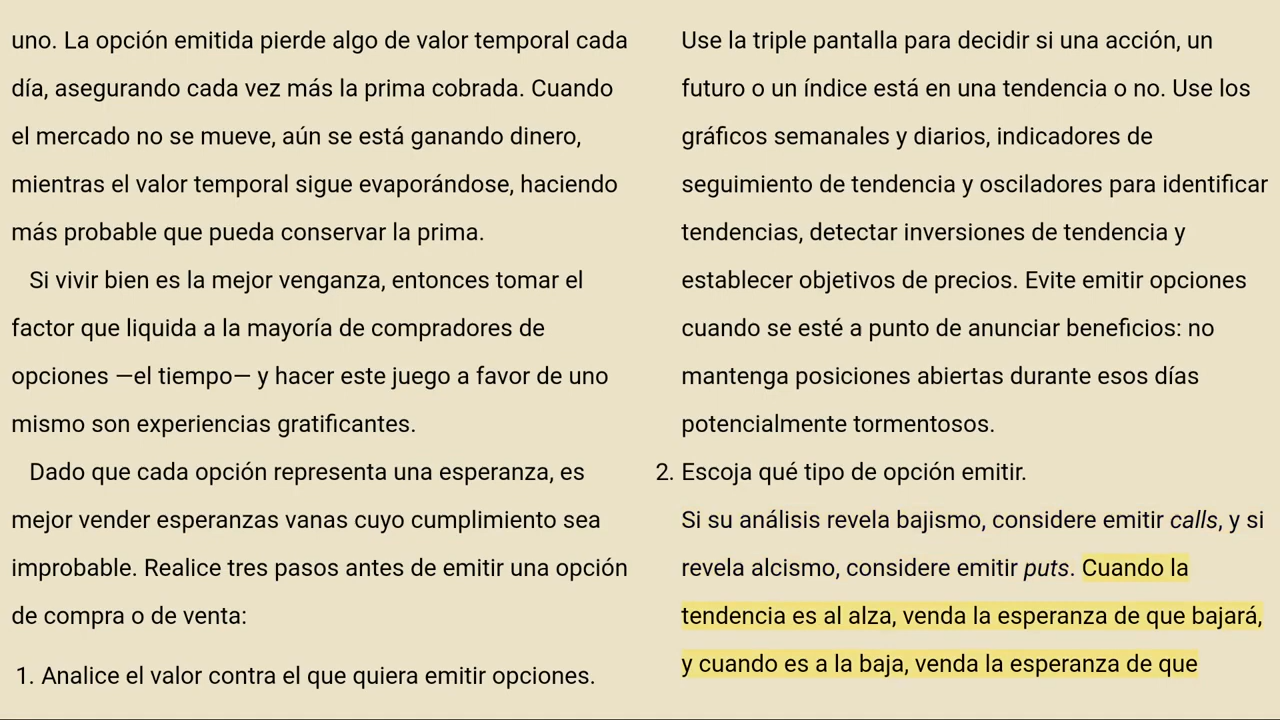 uno. La opción emitida pierde algo de valor temporal cada
día, asegurando cada vez más la prima cobrada. Cuando
el mercado no se mueve, aún se está ganando dinero,
mientras el valor temporal sigue evaporándose, haciendo
más probable que pueda conservar la prima.
Si vivir bien es la mejor venganza, entonces tomar el
factor que liquida a la mayoría de compradores de
opciones —el tiempo— y hacer este juego a favor de uno
mismo son experiencias gratificantes.
Dado que cada opción representa una esperanza, es
mejor vender esperanzas vanas cuyo cumplimiento sea
improbable. Realice tres pasos antes de emitir una opción
de compra o de venta:
1. Analice el valor contra el que quiera emitir opciones.
Use la triple pantalla para decidir si una acción, un
futuro o un índice está en una tendencia o no. Use los
gráficos semanales y diarios, indicadores de
seguimiento de tendencia y osciladores para identificar
tendencias, detectar inversiones de tendencia y
establecer objetivos de precios. Evite emitir opciones
cuando se esté a punto de anunciar beneficios: no
mantenga posiciones abiertas durante esos días
potencialmente tormentosos.
2. Escoja qué tipo de opción emitir.
Si su análisis revela bajismo, considere emitir calls, y si
revela alcismo, considere emitir puts. Cuando la
tendencia es al alza, venda la esperanza de que bajará,
y cuando es a la baja, venda la esperanza de que